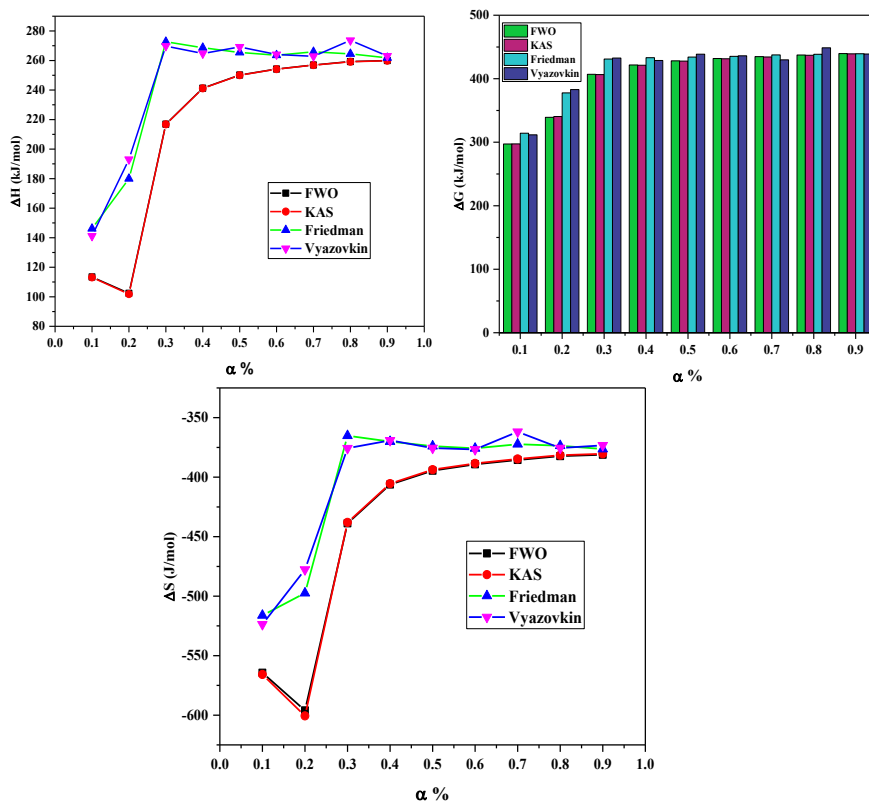 280
260
240
220
200
180
160
140
120
100
80
ΔH (kJ/mol)
FWO
KAS
Friedman
Vyazovkin
0.0 0.1 0.2 0.3 0.4 0.5 0.6 0.7 0.8 0.9 1.0
α %
500
400
300
200
100
0
ΔG (kJ/mol)
FWO
KAS
Friedman
Vyazovkin
0.1 0.2 0.3 0.4 0.5 0.6 0.7 0.8 0.9
α %
-350
-400
-450
-500
-550
-600
ΔS (J/mol)
FWO
KAS
Friedman
Vyazovkin
0.0 0.1 0.2 0.3 0.4 0.5 0.6 0.7 0.8 0.9 1.0
α %